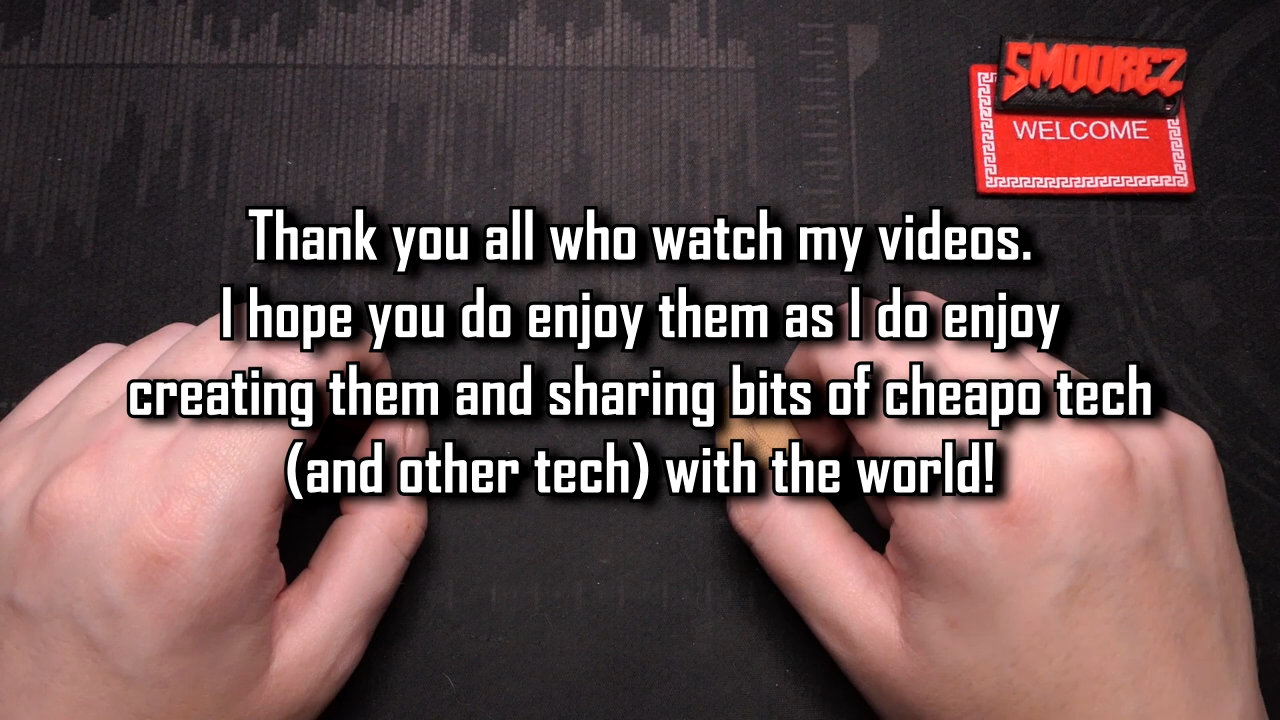 SMOOREZ
WELCOME
Thank you all who watch my videos.
I hope you do enjoy them as I do enjoy
creating them and sharing bits of cheapo tech
(and other tech) with the world!